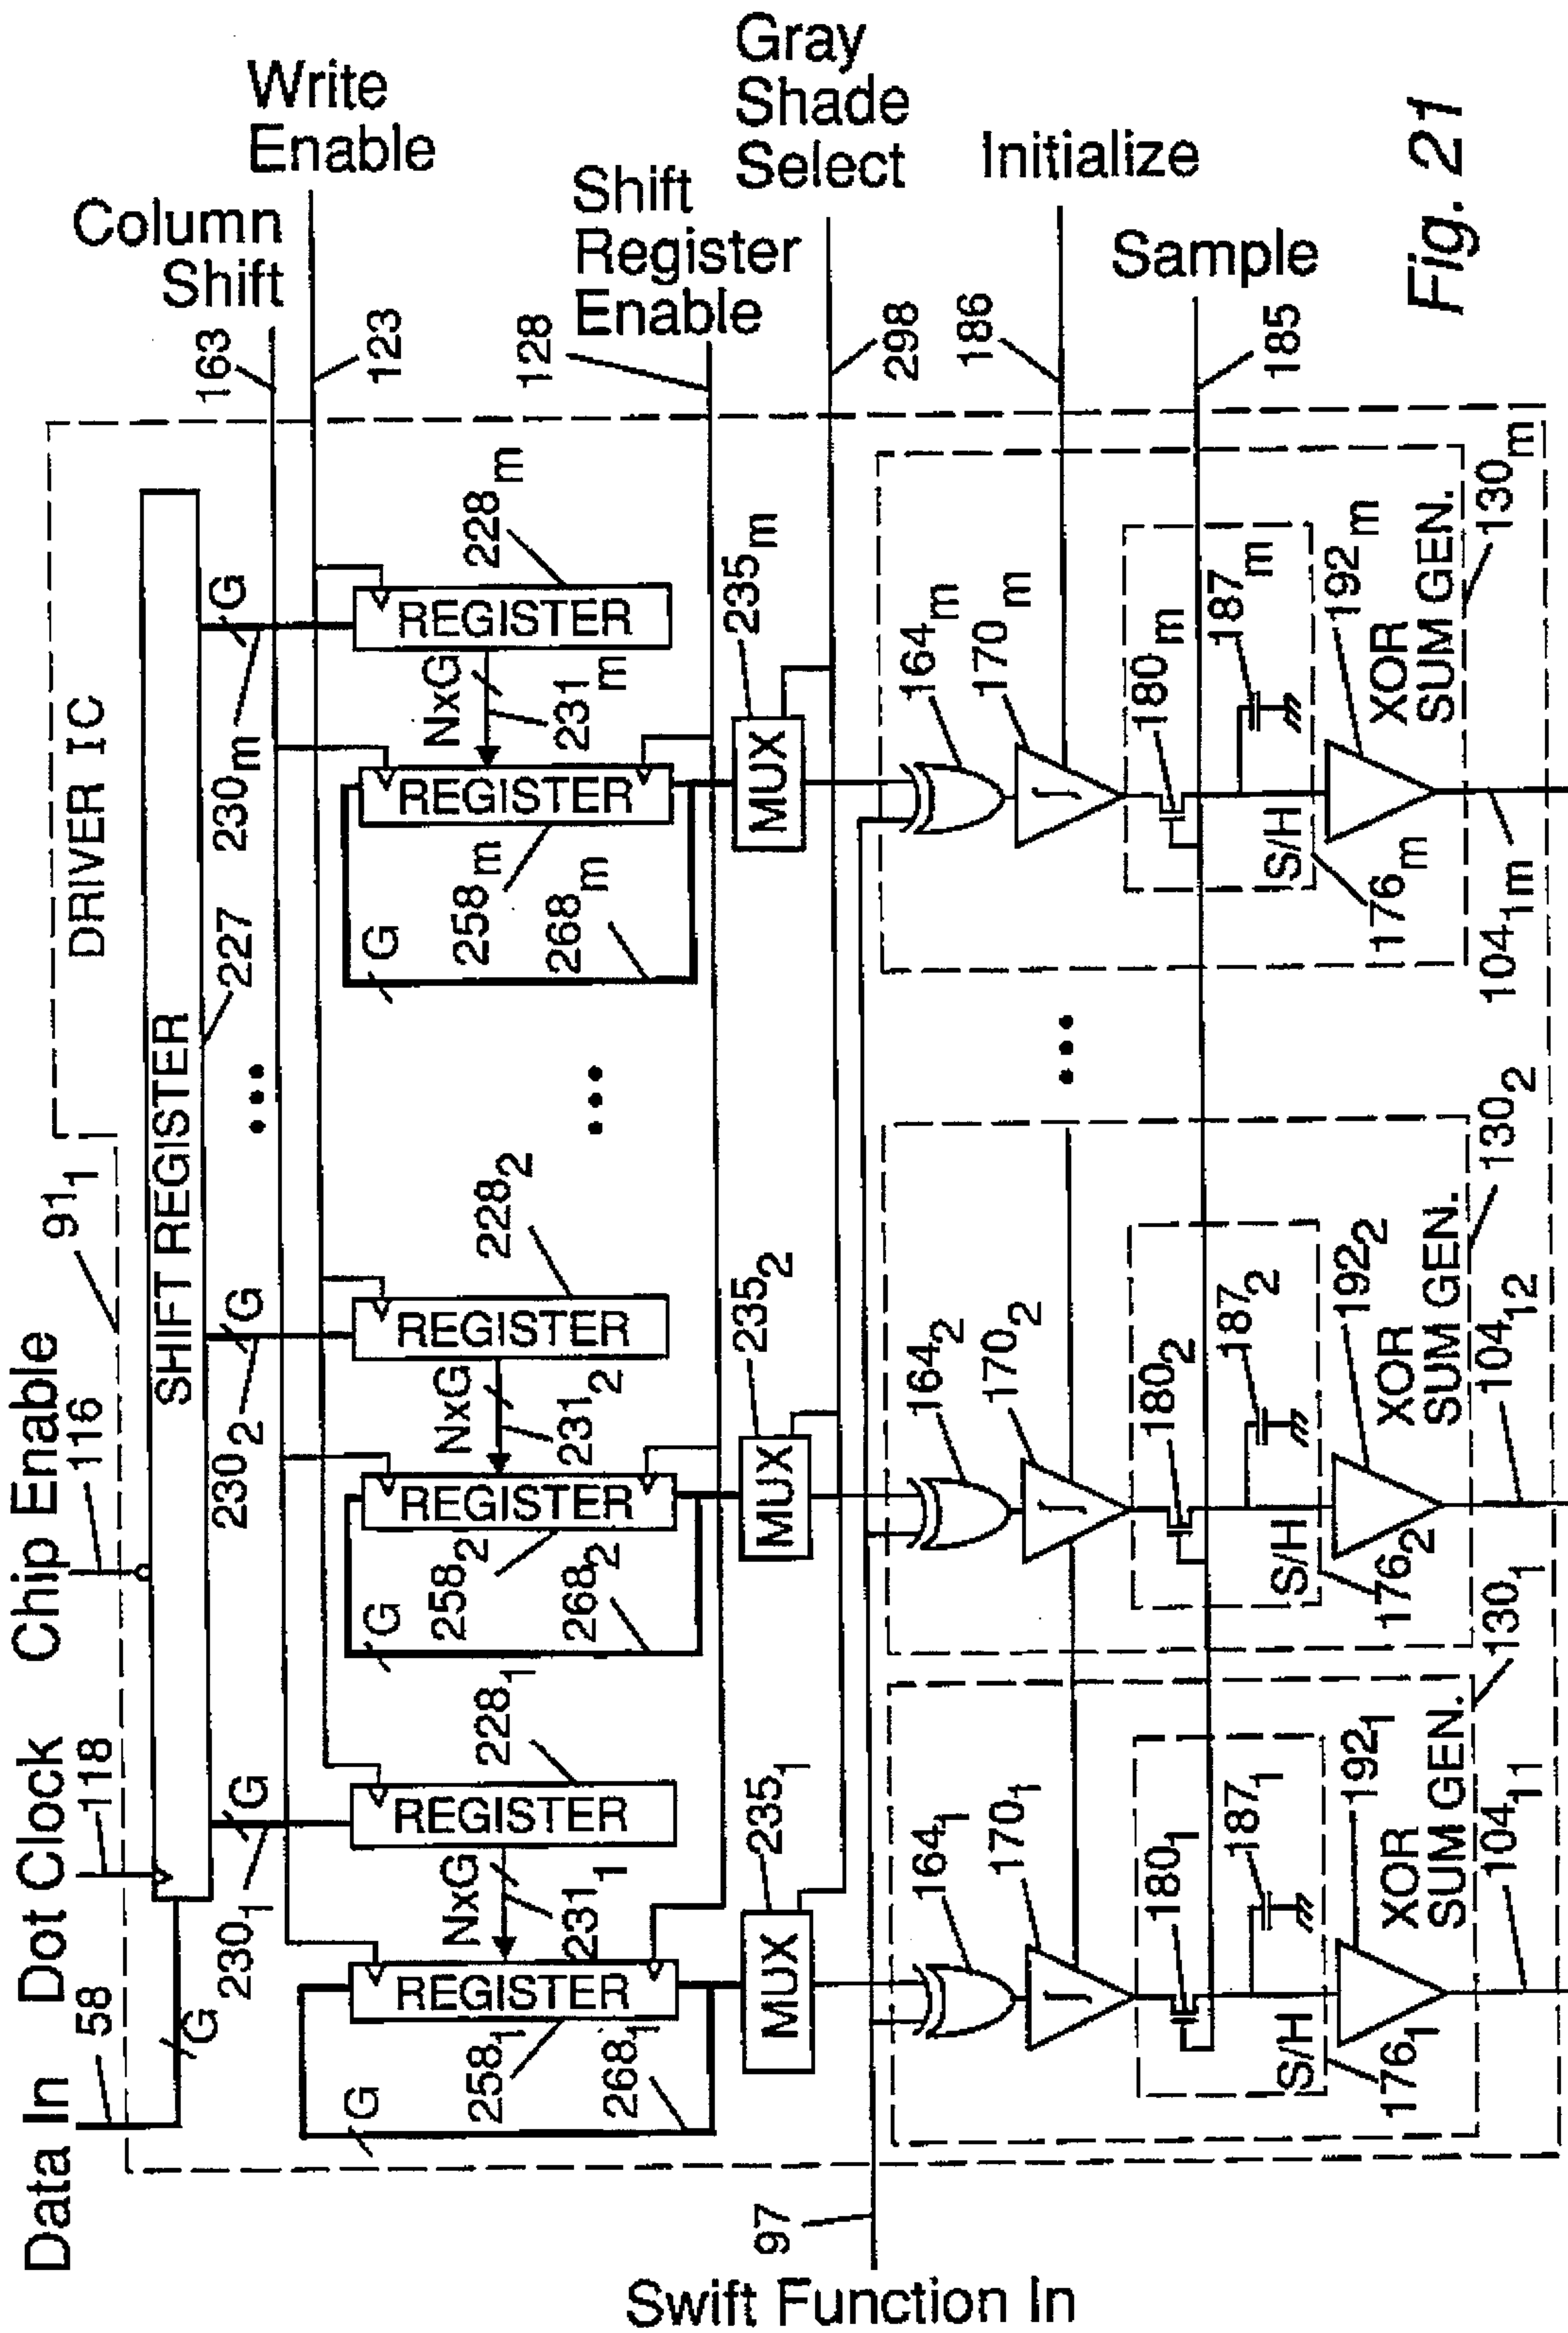 Data In
58
Dot Clock
118
Chip Enable
116
91₁
DRIVER IC
G
SHIFT REGISTER
227
Column
Shift
163
Write
Enable
123
230₁
G
230₂
G
230ₘ
G
REGISTER
228₁
REGISTER
228₂
REGISTER
228ₘ
NxG
231₁
NxG
231₂
NxG
231ₘ
•••
•••
G
REGISTER
258₁
268₁
G
REGISTER
258₂
268₂
G
REGISTER
258ₘ
268ₘ
Shift
Register
Enable
128
MUX
235₁
MUX
235₂
MUX
235ₘ
Gray
Shade
Select
298
Swift Function In
97
164₁
164₂
164ₘ
∫
170₁
∫
170₂
•••
∫
170ₘ
Initialize
186
180₁
180₂
180ₘ
Sample
185
187₁
187₂
187ₘ
S/H
176₁
S/H
176₂
S/H
176ₘ
192₁
192₂
192ₘ
XOR
SUM GEN.
130₁
XOR
SUM GEN.
130₂
XOR
SUM GEN.
130ₘ
104₁₁
104₁₂
104₁ₘ
Fig. 21